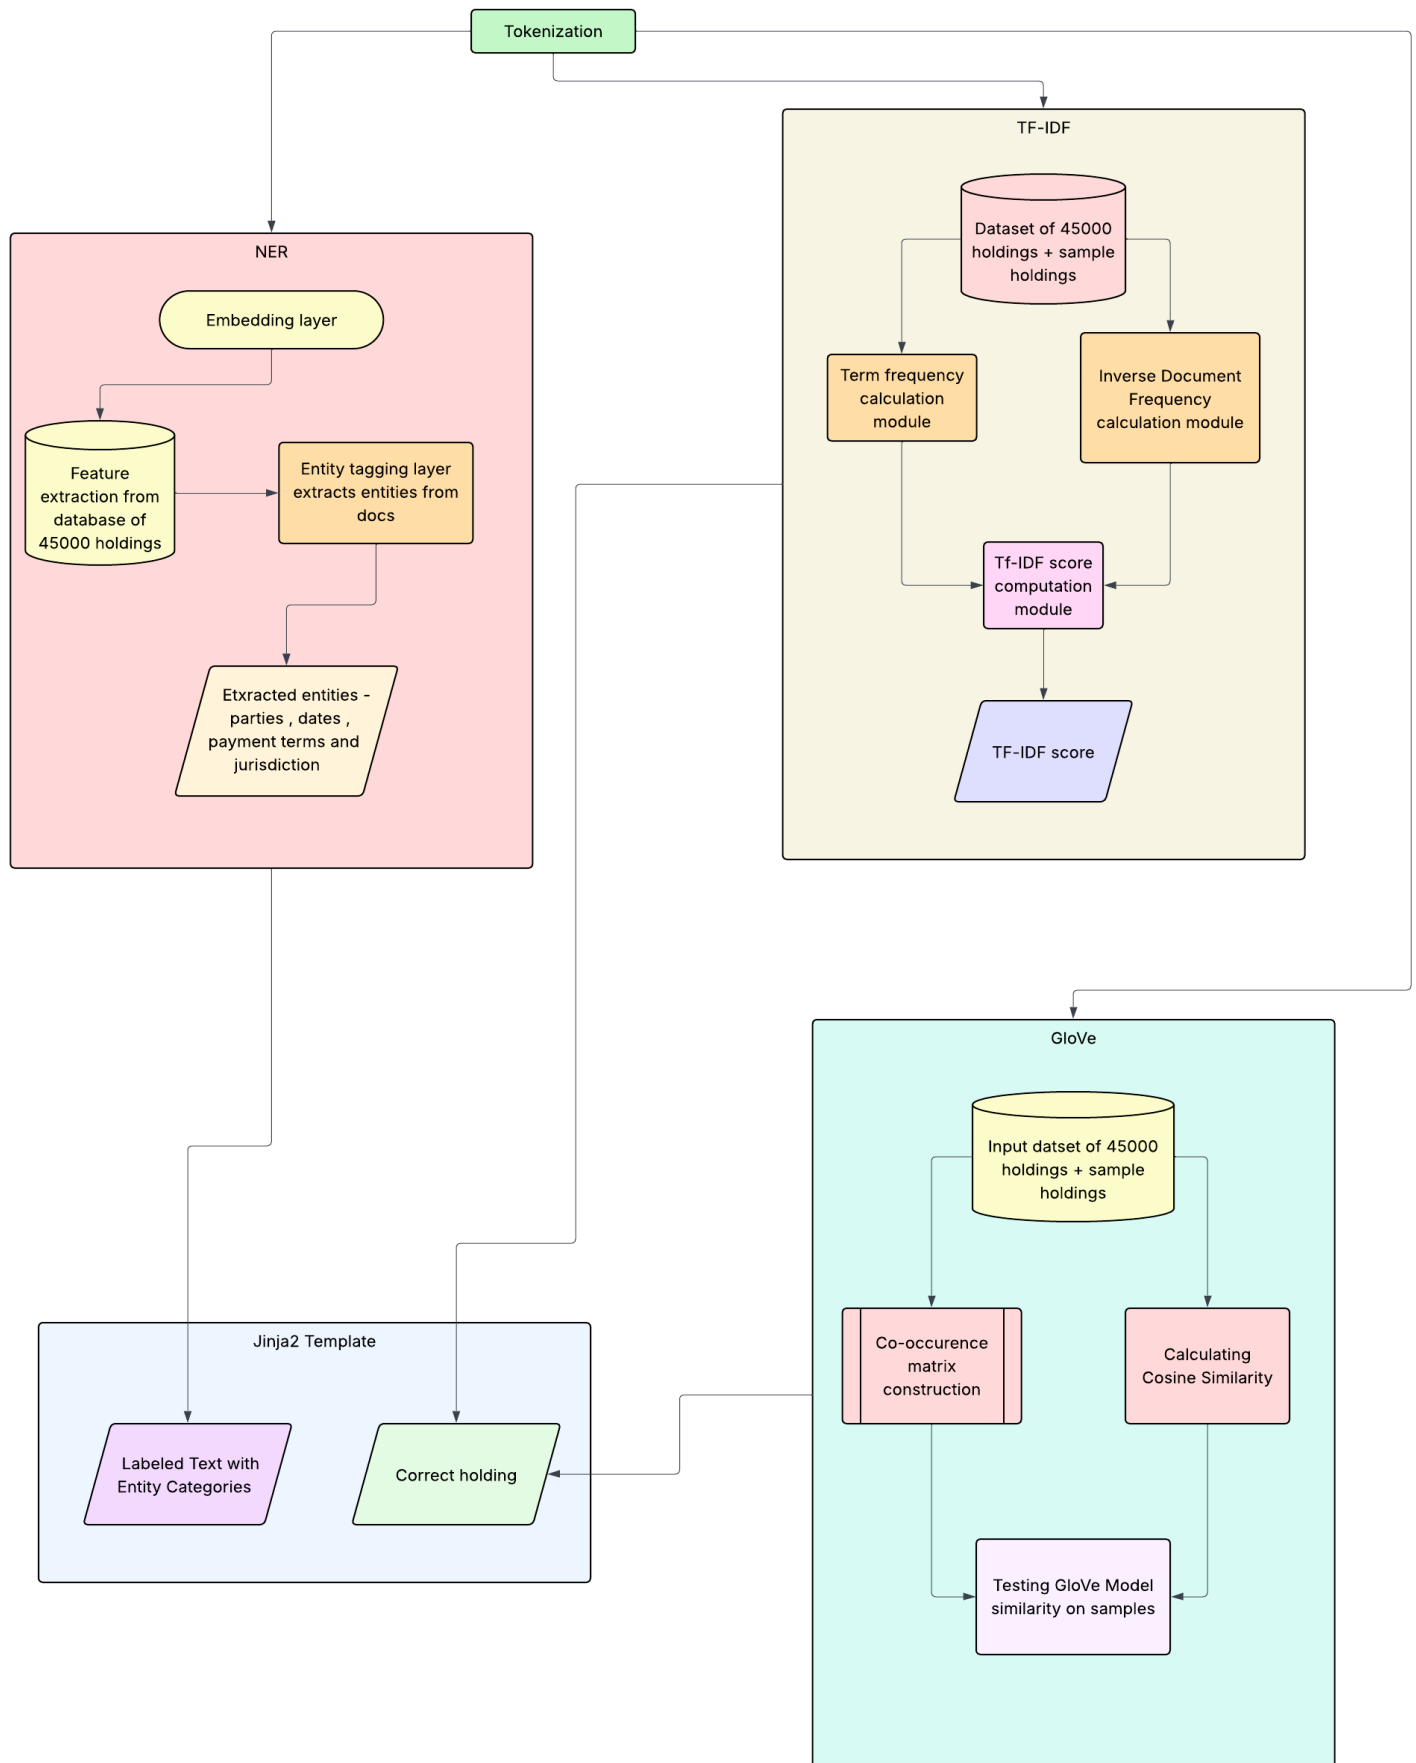 Tokenization
TF-IDF
Dataset of 45000
holdings + sample
holdings
Term frequency
calculation
module
Inverse Document
Frequency
calculation module
Tf-IDF score
computation
module
TF-IDF score
NER
Embedding layer
Feature
extraction from
database of
45000 holdings
Entity tagging layer
extracts entities from
docs
Etxracted entities -
parties , dates ,
payment terms and
jurisdiction
GloVe
Input datset of 45000
holdings + sample
holdings
Co-occurence
matrix
construction
Calculating
Cosine Similarity
Testing GloVe Model
similarity on samples
Jinja2 Template
Labeled Text with
Entity Categories
Correct holding